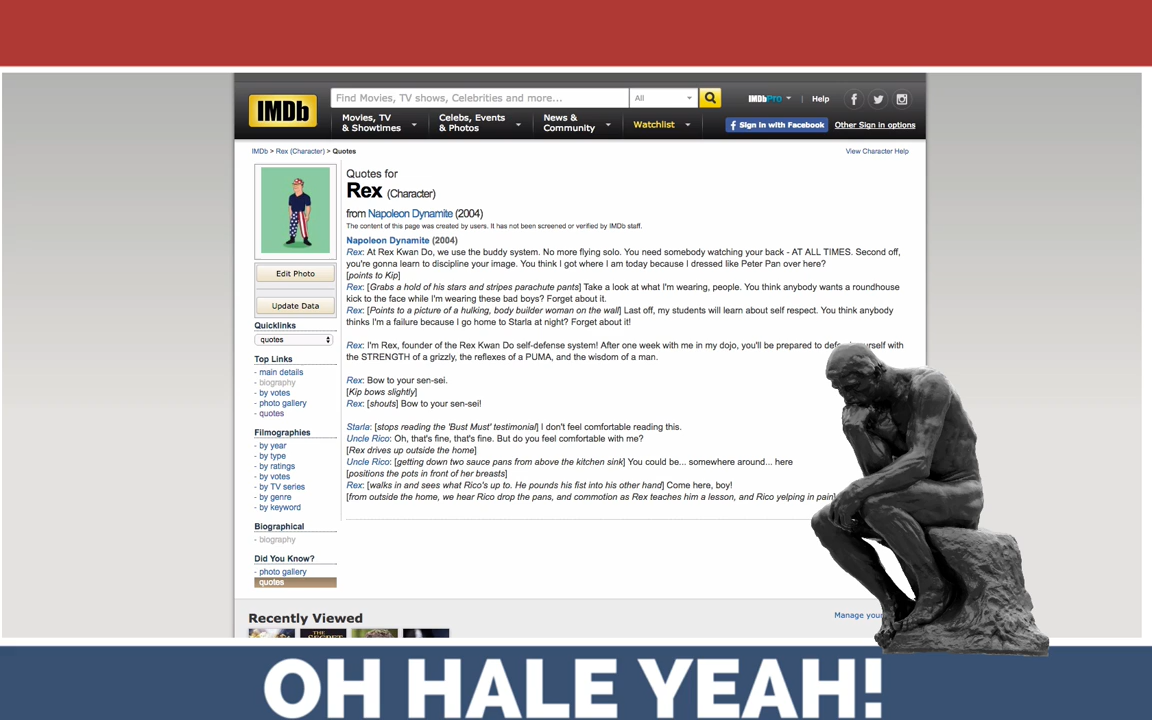 IMDb
Find Movies, TV shows, Celebrities and more...
All
IMDbPro
Help
Movies, TV
& Showtimes
Celebs, Events
& Photos
News &
Community
Watchlist
Sign in with Facebook
Other Sign in options
IMDb > Rex (Character) > Quotes
View Character Help
Quotes for
Rex (Character)
from Napoleon Dynamite (2004)
The content of this page was created by users. It has not been screened or verified by IMDb staff.
Napoleon Dynamite (2004)
Rex: At Rex Kwan Do, we use the buddy system. No more flying solo. You need somebody watching your back - AT ALL TIMES. Second off,
you're gonna learn to discipline your image. You think I got where I am today because I dressed like Peter Pan over here?
[points to Kip]
Rex: [Grabs a hold of his stars and stripes parachute pants] Take a look at what I'm wearing, people. You think anybody wants a roundhouse
kick to the face while I'm wearing these bad boys? Forget about it.
Rex: [Points to a picture of a hulking, body builder woman on the wall] Last off, my students will learn about self respect. You think anybody
thinks I'm a failure because I go home to Starla at night? Forget about it!
Rex: I'm Rex, founder of the Rex Kwan Do self-defense system! After one week with me in my dojo, you'll be prepared to defend yourself with
the STRENGTH of a grizzly, the reflexes of a PUMA, and the wisdom of a man.
Rex: Bow to your sen-sei.
[Kip bows slightly]
Rex: [shouts] Bow to your sen-sei!
Starla: [stops reading the 'Bust Must' testimonial] I don't feel comfortable reading this.
Uncle Rico: Oh, that's fine, that's fine. But do you feel comfortable with me?
[Rex drives up outside the home]
Uncle Rico: [getting down two sauce pans from above the kitchen sink] You could be... somewhere around... here
[positions the pots in front of her breasts]
Rex: [walks in and sees what Rico's up to. He pounds his fist into his other hand] Come here, boy!
[from outside the home, we hear Rico drop the pans, and commotion as Rex teaches him a lesson, and Rico yelping in pain]
Edit Photo
Update Data
Quicklinks
quotes
Top Links
- main details
- biography
- by votes
- photo gallery
- quotes
Filmographies
- by year
- by type
- by ratings
- by votes
- by TV series
- by genre
- by keyword
Biographical
- biography
Did You Know?
- photo gallery
quotes
Recently Viewed
Manage your
THE
SECRET
OH HALE YEAH!